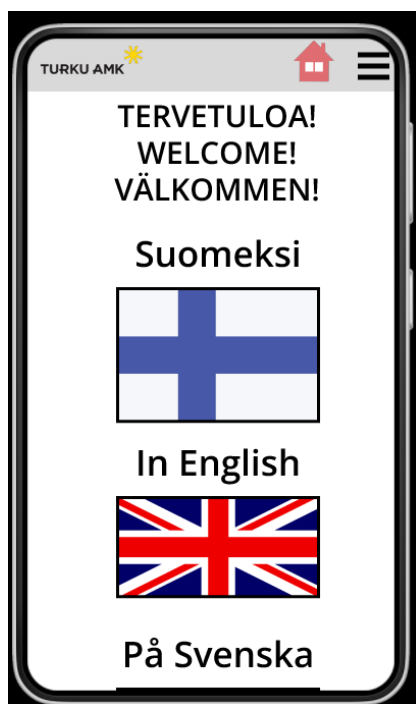 TURKU AMK
TERVETULOA!
WELCOME!
VÄLKOMMEN!
Suomeksi
In English
På Svenska